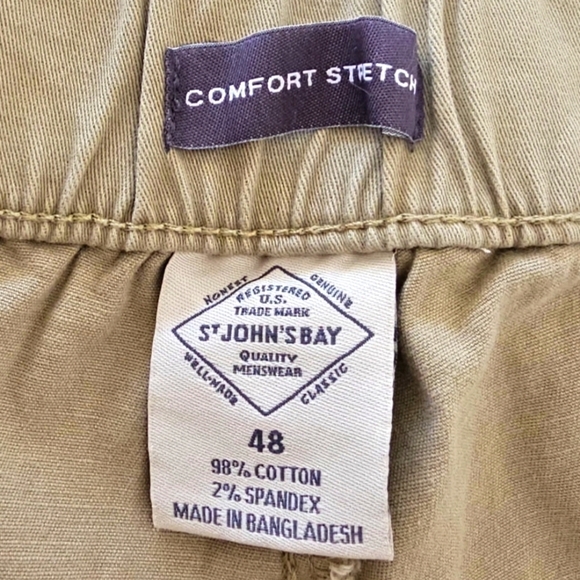 COMFORT STRETCH
HONEST GENUINE
REGISTERED
U.S.
TRADE MARK
ST JOHN'S BAY
QUALITY
MENSWEAR
WELL-MADE CLASSIC
48
98% COTTON
2% SPANDEX
MADE IN BANGLADESH